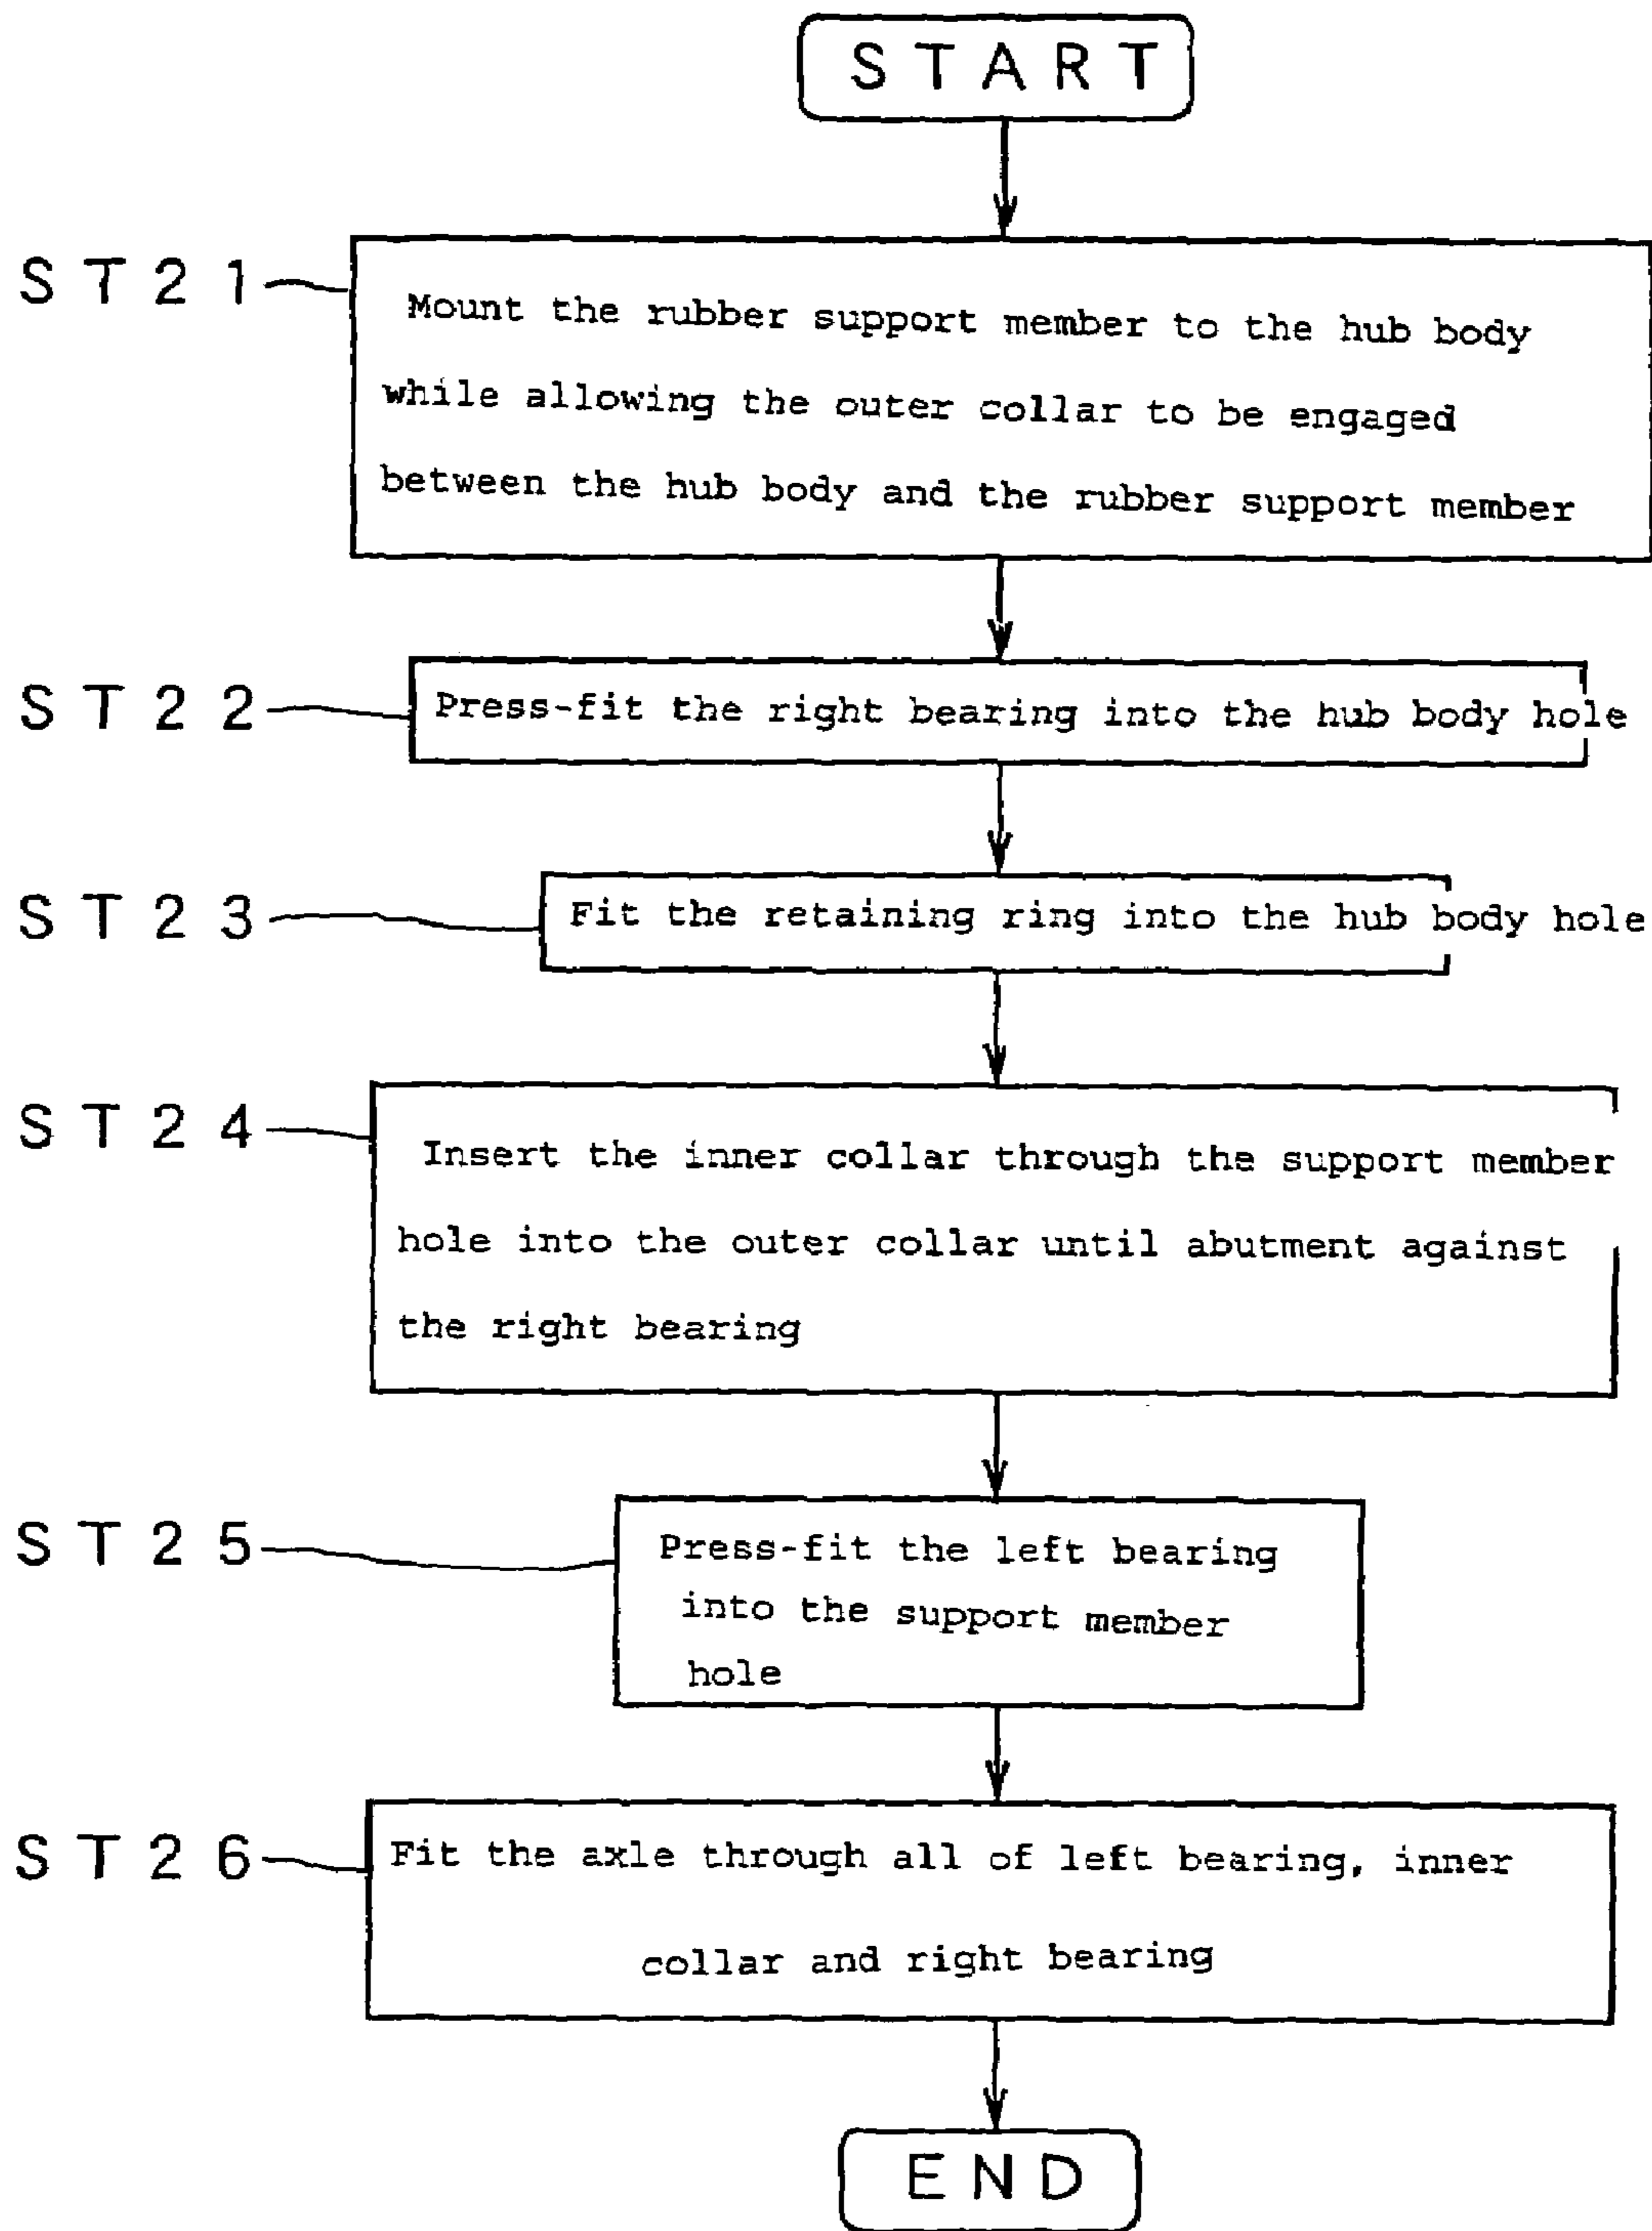 START
ST21
Mount the rubber support member to the hub body
while allowing the outer collar to be engaged
between the hub body and the rubber support member
ST22
Press-fit the right bearing into the hub body hole
ST23
Fit the retaining ring into the hub body hole
ST24
Insert the inner collar through the support member
hole into the outer collar until abutment against
the right bearing
ST25
Press-fit the left bearing
into the support member
hole
ST26
Fit the axle through all of left bearing, inner
collar and right bearing
END